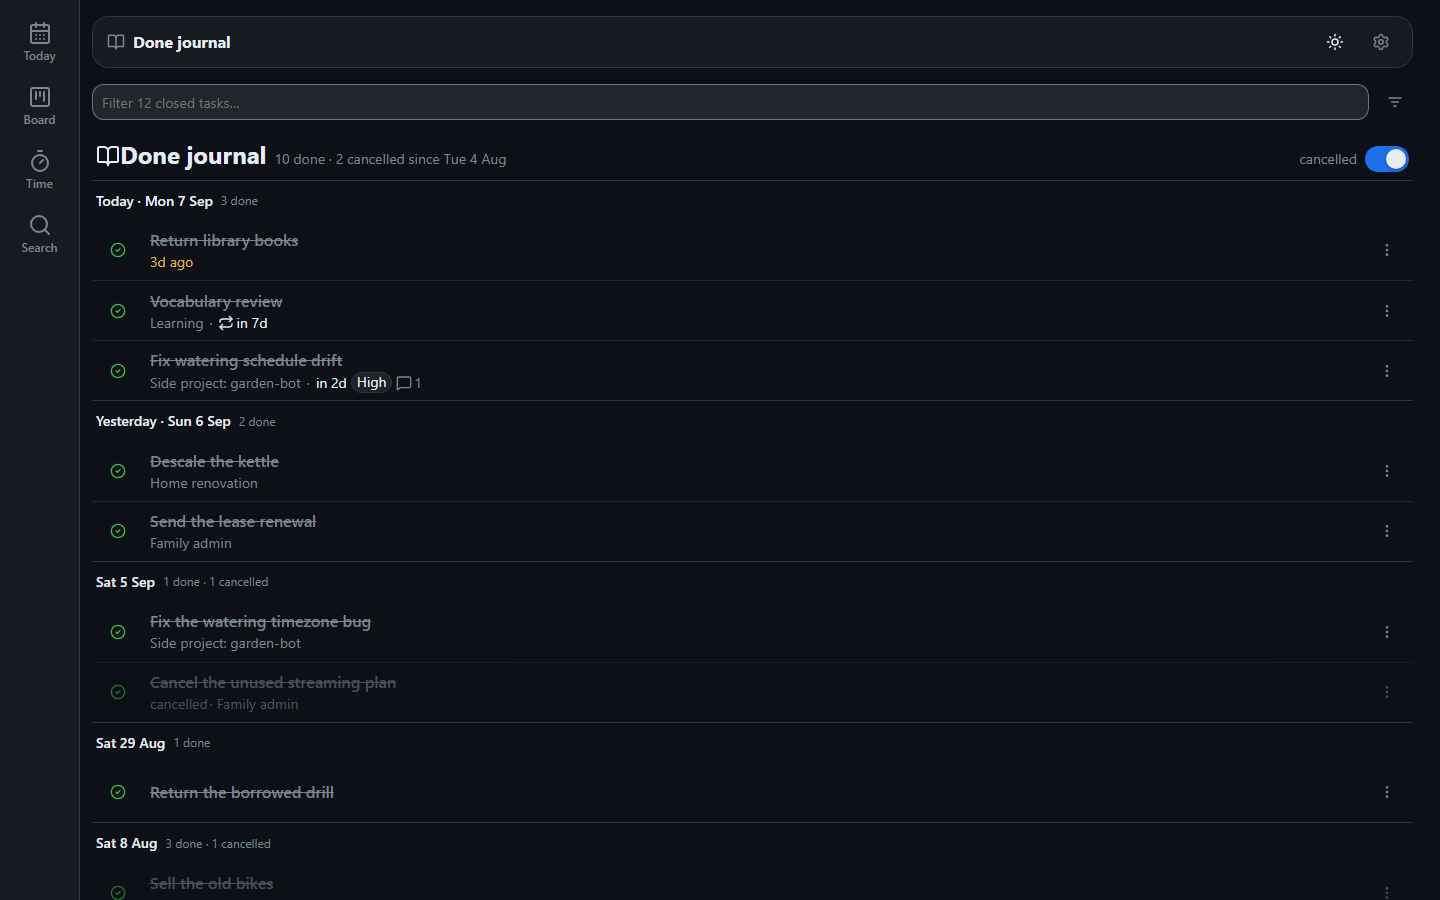 Today
Board
Time
Search
Done journal
Filter 12 closed tasks...
Done journal 10 done · 2 cancelled since Tue 4 Aug
cancelled
Today · Mon 7 Sep 3 done
Return library books
3d ago
Vocabulary review
Learning · in 7d
Fix watering schedule drift
Side project: garden-bot · in 2d High 1
Yesterday · Sun 6 Sep 2 done
Descale the kettle
Home renovation
Send the lease renewal
Family admin
Sat 5 Sep 1 done · 1 cancelled
Fix the watering timezone bug
Side project: garden-bot
Cancel the unused streaming plan
cancelled · Family admin
Sat 29 Aug 1 done
Return the borrowed drill
Sat 8 Aug 3 done · 1 cancelled
Sell the old bikes